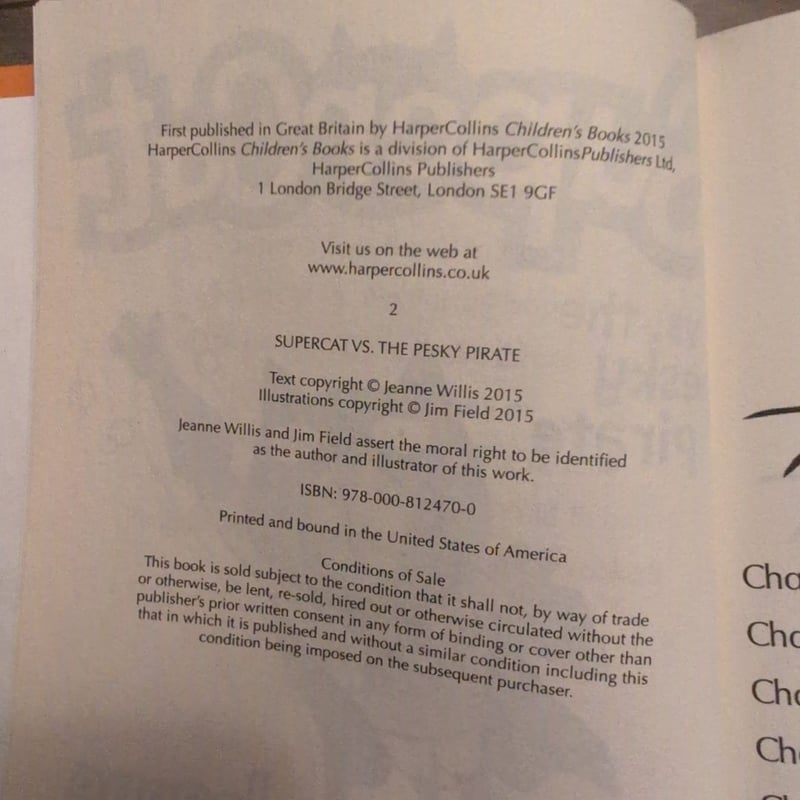 First published in Great Britain by HarperCollins Children's Books 2015
HarperCollins Children's Books is a division of HarperCollinsPublishers Ltd,
HarperCollins Publishers
1 London Bridge Street, London SE1 9GF
Visit us on the web at
www.harpercollins.co.uk
2
SUPERCAT VS. THE PESKY PIRATE
Text copyright © Jeanne Willis 2015
Illustrations copyright © Jim Field 2015
Jeanne Willis and Jim Field assert the moral right to be identified
as the author and illustrator of this work.
ISBN: 978-000-812470-0
Printed and bound in the United States of America
Conditions of Sale
This book is sold subject to the condition that it shall not, by way of trade
or otherwise, be lent, re-sold, hired out or otherwise circulated without the
publisher's prior written consent in any form of binding or cover other than
that in which it is published and without a similar condition including this
condition being imposed on the subsequent purchaser.